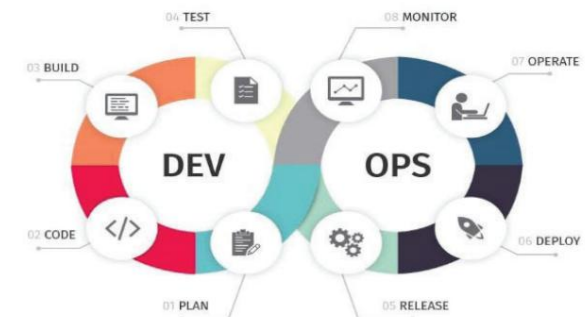 04 TEST
08 MONITOR
03 BUILD
07 OPERATE
DEV
OPS
</>
02 CODE
06 DEPLOY
01 PLAN
05 RELEASE